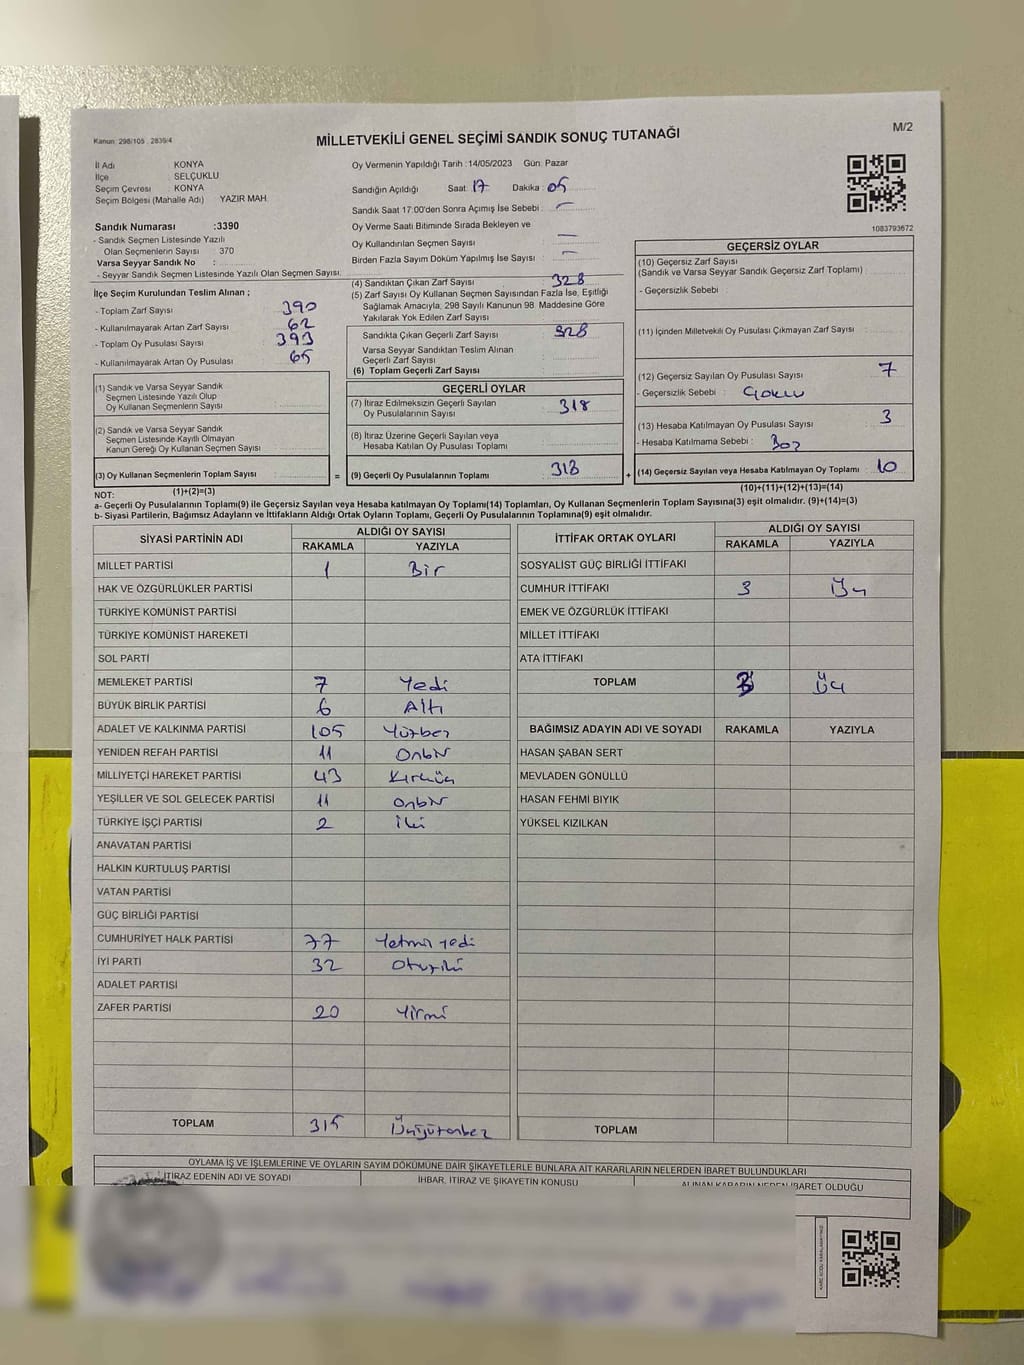 Kanun: 298/105 , 2839/4
MİLLETVEKİLİ GENEL SEÇİMİ SANDIK SONUÇ TUTANAĞI
M/2
İl Adı : KONYA
İlçe : SELÇUKLU
Seçim Çevresi : KONYA
Seçim Bölgesi (Mahalle Adı) YAZIR MAH.
Oy Vermenin Yapıldığı Tarih :14/05/2023 Gün: Pazar
Sandığın Açıldığı Saat: 17 Dakika : 05
Sandık Saat 17:00'den Sonra Açımış İse Sebebi : —
Oy Verme Saati Bitiminde Sırada Bekleyen ve
Oy Kullandırılan Seçmen Sayısı —
Birden Fazla Sayım Döküm Yapılmış İse Sayısı : —
1083793672
Sandık Numarası :3390
- Sandık Seçmen Listesinde Yazılı
Olan Seçmenlerin Sayısı 370
Varsa Seyyar Sandık No :
- Seyyar Sandık Seçmen Listesinde Yazılı Olan Seçmen Sayısı:
İlçe Seçim Kurulundan Teslim Alınan ;
- Toplam Zarf Sayısı 390
- Kullanılmayarak Artan Zarf Sayısı 62
- Toplam Oy Pusulası Sayısı 393
- Kullanılmayarak Artan Oy Pusulası 65
(1) Sandık ve Varsa Seyyar Sandık
Seçmen Listesinde Yazılı Olup
Oy Kullanan Seçmenlerin Sayısı
(2) Sandık ve Varsa Seyyar Sandık
Seçmen Listesinde Kayıtlı Olmayan
Kanun Gereği Oy Kullanan Seçmen Sayısı
(3) Oy Kullanan Seçmenlerin Toplam Sayısı =
(1)+(2)=(3)
(4) Sandıktan Çıkan Zarf Sayısı 328
(5) Zarf Sayısı Oy Kullanan Seçmen Sayısından Fazla İse, Eşitliği
Sağlamak Amacıyla, 298 Sayılı Kanunun 98. Maddesine Göre
Yakılarak Yok Edilen Zarf Sayısı
Sandıkta Çıkan Geçerli Zarf Sayısı 328
Varsa Seyyar Sandıktan Teslim Alınan
Geçerli Zarf Sayısı
(6) Toplam Geçerli Zarf Sayısı
GEÇERLİ OYLAR
(7) İtiraz Edilmeksizin Geçerli Sayılan
Oy Pusulalarının Sayısı 318
(8) İtiraz Üzerine Geçerli Sayılan veya
Hesaba Katılan Oy Pusulası Toplamı
(9) Geçerli Oy Pusulalarının Toplamı 318 +
GEÇERSİZ OYLAR
(10) Geçersiz Zarf Sayısı
(Sandık ve Varsa Seyyar Sandık Geçersiz Zarf Toplamı)
- Geçersizlik Sebebi :
(11) İçinden Milletvekili Oy Pusulası Çıkmayan Zarf Sayısı
(12) Geçersiz Sayılan Oy Pusulası Sayısı 7
- Geçersizlik Sebebi : Çoklu
(13) Hesaba Katılmayan Oy Pusulası Sayısı 3
- Hesaba Katılmama Sebebi : Boş
(14) Geçersiz Sayılan veya Hesaba Katılmayan Oy Toplamı : 10
(10)+(11)+(12)+(13)=(14)
NOT:
a- Geçerli Oy Pusulalarının Toplamı(9) ile Geçersiz Sayılan veya Hesaba katılmayan Oy Toplamı(14) Toplamları, Oy Kullanan Seçmenlerin Toplam Sayısına(3) eşit olmalıdır. (9)+(14)=(3)
b- Siyasi Partilerin, Bağımsız Adayların ve İttifakların Aldığı Ortak Oyların Toplamı, Geçerli Oy Pusulalarının Toplamına(9) eşit olmalıdır.
SİYASİ PARTİNİN ADI ALDIĞI OY SAYISI
RAKAMLA YAZIYLA
MİLLET PARTİSİ 1 Bir
HAK VE ÖZGÜRLÜKLER PARTİSİ
TÜRKİYE KOMÜNİST PARTİSİ
TÜRKİYE KOMÜNİST HAREKETİ
SOL PARTİ
MEMLEKET PARTİSİ 7 Yedi
BÜYÜK BİRLİK PARTİSİ 6 Altı
ADALET VE KALKINMA PARTİSİ 105 Yüzbeş
YENİDEN REFAH PARTİSİ 11 Onbir
MİLLİYETÇİ HAREKET PARTİSİ 43 Kırküç
YEŞİLLER VE SOL GELECEK PARTİSİ 11 Onbir
TÜRKİYE İŞÇİ PARTİSİ 2 İki
ANAVATAN PARTİSİ
HALKIN KURTULUŞ PARTİSİ
VATAN PARTİSİ
GÜÇ BİRLİĞİ PARTİSİ
CUMHURİYET HALK PARTİSİ 77 Yetmiş yedi
İYİ PARTİ 32 Otuziki
ADALET PARTİSİ
ZAFER PARTİSİ 20 Yirmi
TOPLAM 315 Üçyüzonbeş
İTTİFAK ORTAK OYLARI ALDIĞI OY SAYISI
RAKAMLA YAZIYLA
SOSYALİST GÜÇ BİRLİĞİ İTTİFAKI
CUMHUR İTTİFAKI 3 Üç
EMEK VE ÖZGÜRLÜK İTTİFAKI
MİLLET İTTİFAKI
ATA İTTİFAKI
TOPLAM 3 Üç
BAĞIMSIZ ADAYIN ADI VE SOYADI RAKAMLA YAZIYLA
HASAN ŞABAN SERT
MEVLADEN GÖNÜLLÜ
HASAN FEHMİ BIYIK
YÜKSEL KIZILKAN
TOPLAM
OYLAMA İŞ VE İŞLEMLERİNE VE OYLARIN SAYIM DÖKÜMÜNE DAİR ŞİKAYETLERLE BUNLARA AİT KARARLARIN NELERDEN İBARET BULUNDUKLARI
İTİRAZ EDENİN ADI VE SOYADI İHBAR, İTİRAZ VE ŞİKAYETİN KONUSU ALINAN KARARIN NEDEN İBARET OLDUĞU